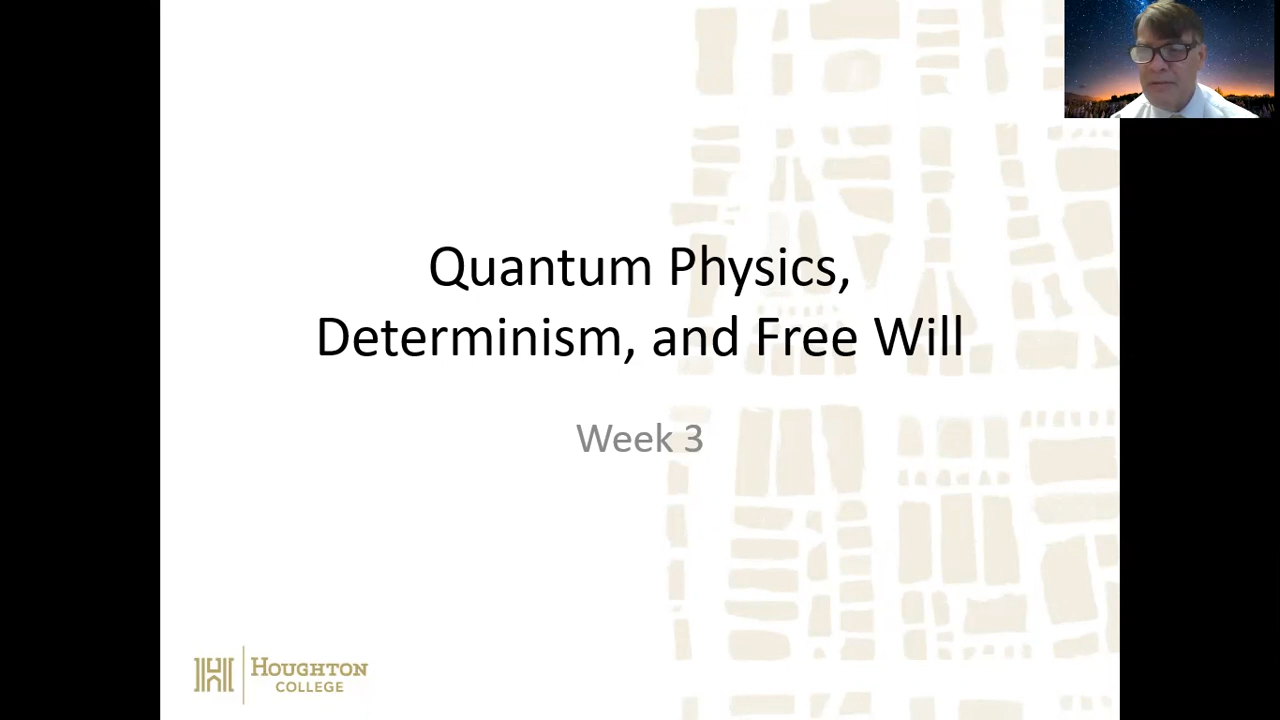 Quantum Physics,
Determinism, and Free Will
Week 3
HOUGHTON
COLLEGE